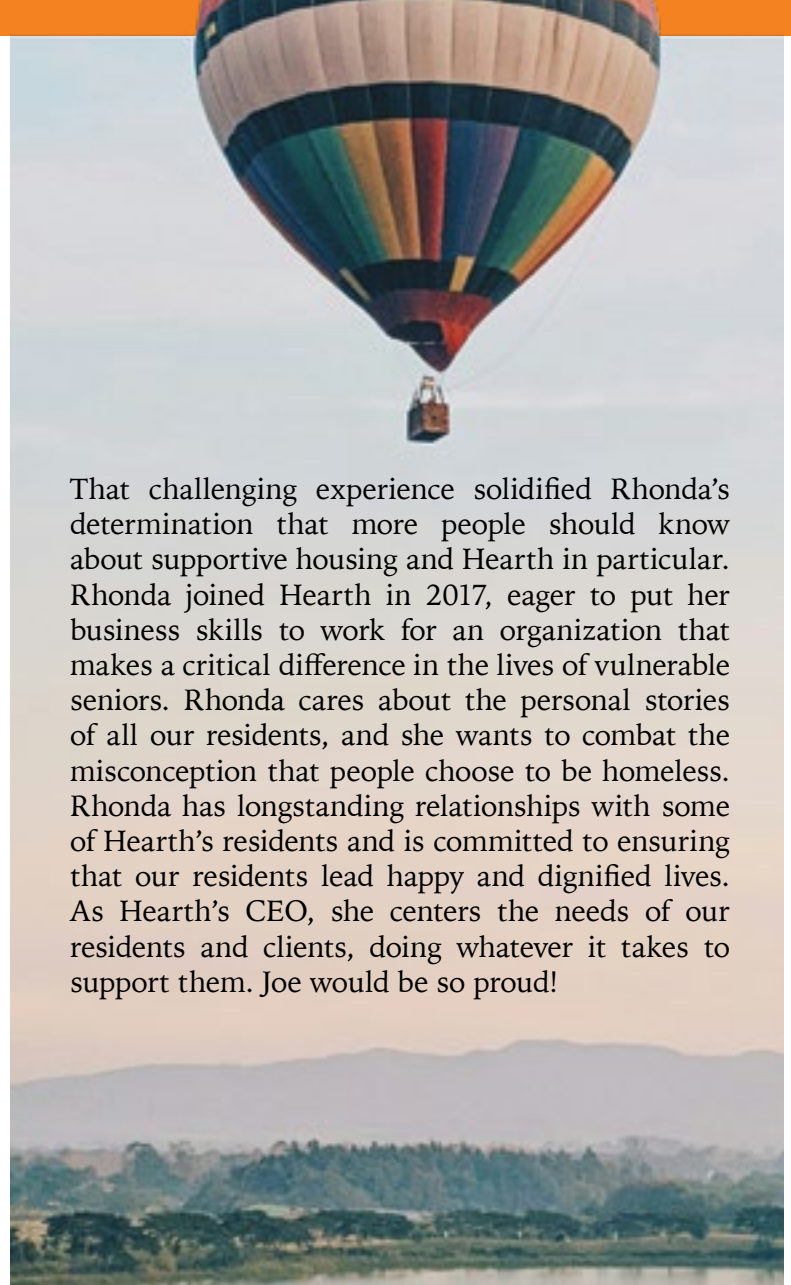 That challenging experience solidified Rhonda’s
determination that more people should know
about supportive housing and Hearth in particular.
Rhonda joined Hearth in 2017, eager to put her
business skills to work for an organization that
makes a critical difference in the lives of vulnerable
seniors. Rhonda cares about the personal stories
of all our residents, and she wants to combat the
misconception that people choose to be homeless.
Rhonda has longstanding relationships with some
of Hearth’s residents and is committed to ensuring
that our residents lead happy and dignified lives.
As Hearth’s CEO, she centers the needs of our
residents and clients, doing whatever it takes to
support them. Joe would be so proud!